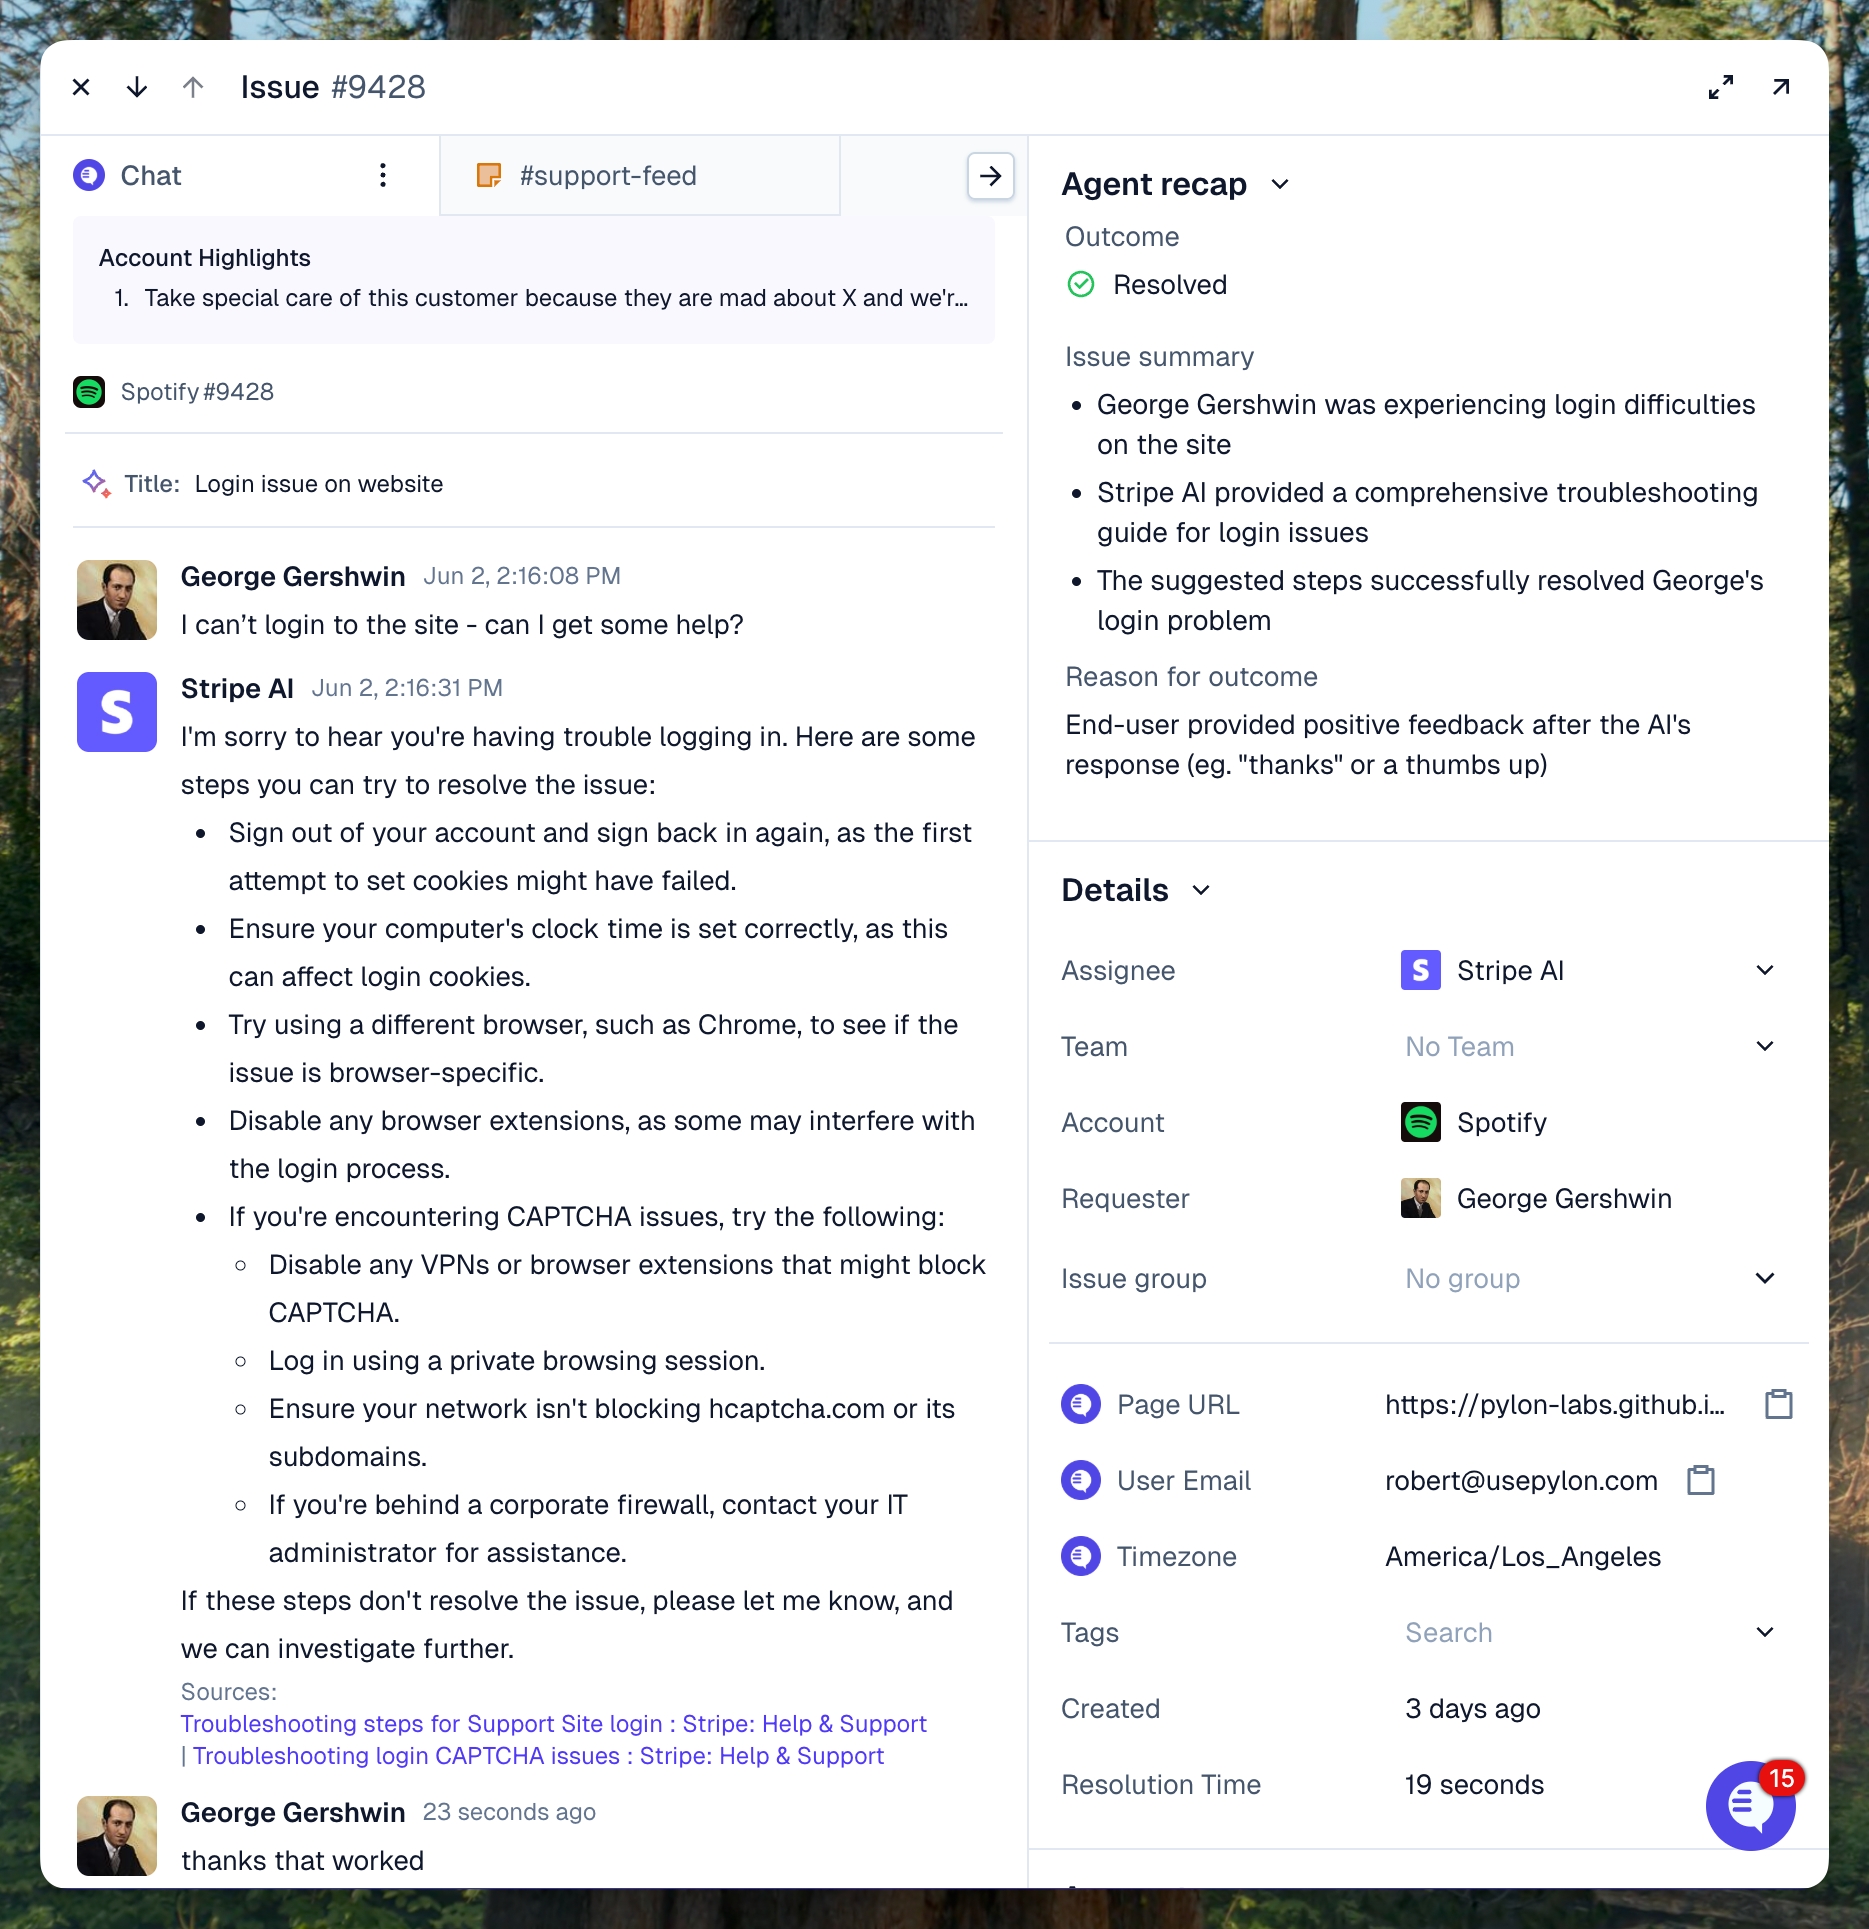 Issue #9428
Chat
#support-feed
Account Highlights
1. Take special care of this customer because they are mad about X and we'r...
Spotify #9428
Title: Login issue on website
George Gershwin Jun 2, 2:16:08 PM
I can’t login to the site - can I get some help?
S
Stripe AI Jun 2, 2:16:31 PM
I'm sorry to hear you're having trouble logging in. Here are some
steps you can try to resolve the issue:
• Sign out of your account and sign back in again, as the first
attempt to set cookies might have failed.
• Ensure your computer's clock time is set correctly, as this
can affect login cookies.
• Try using a different browser, such as Chrome, to see if the
issue is browser-specific.
• Disable any browser extensions, as some may interfere with
the login process.
• If you're encountering CAPTCHA issues, try the following:
◦ Disable any VPNs or browser extensions that might block
CAPTCHA.
◦ Log in using a private browsing session.
◦ Ensure your network isn't blocking hcaptcha.com or its
subdomains.
◦ If you're behind a corporate firewall, contact your IT
administrator for assistance.
If these steps don't resolve the issue, please let me know, and
we can investigate further.
Sources:
Troubleshooting steps for Support Site login : Stripe: Help & Support
| Troubleshooting login CAPTCHA issues : Stripe: Help & Support
George Gershwin 23 seconds ago
thanks that worked
Agent recap
Outcome
Resolved
Issue summary
• George Gershwin was experiencing login difficulties
on the site
• Stripe AI provided a comprehensive troubleshooting
guide for login issues
• The suggested steps successfully resolved George's
login problem
Reason for outcome
End-user provided positive feedback after the AI's
response (eg. "thanks" or a thumbs up)
Details
Assignee S Stripe AI
Team No Team
Account Spotify
Requester George Gershwin
Issue group No group
Page URL https://pylon-labs.github.i...
User Email robert@usepylon.com
Timezone America/Los_Angeles
Tags Search
Created 3 days ago
Resolution Time 19 seconds
15